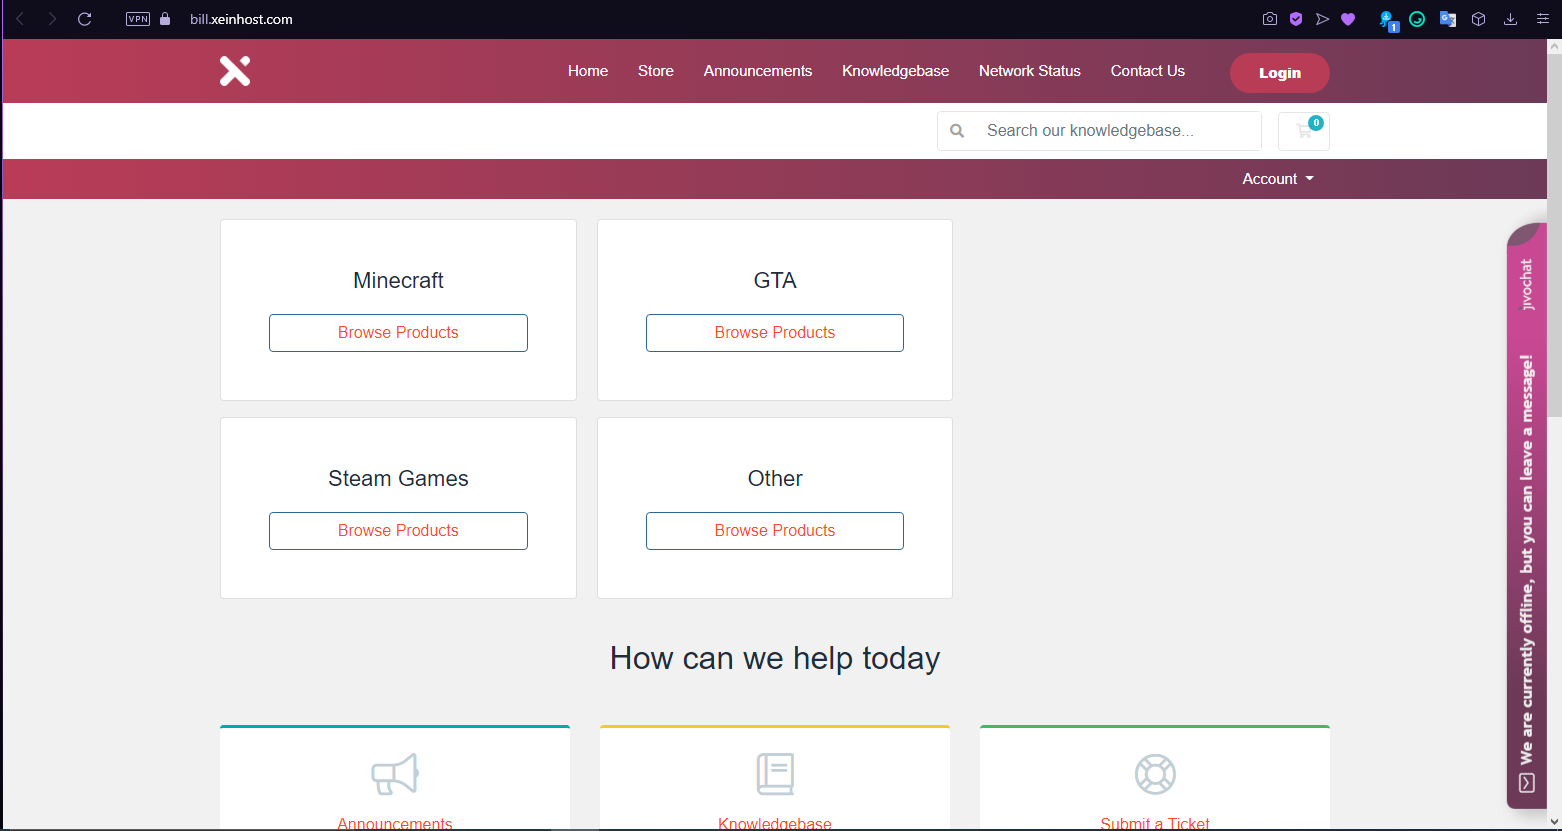 VPN
bill.xeinhost.com
1
Home Store Announcements Knowledgebase Network Status Contact Us Login
Search our knowledgebase...
0
Account
Minecraft
Browse Products
GTA
Browse Products
Steam Games
Browse Products
Other
Browse Products
How can we help today
Announcements
Knowledgebase
Submit a Ticket
jivochat
We are currently offline, but you can leave a message!